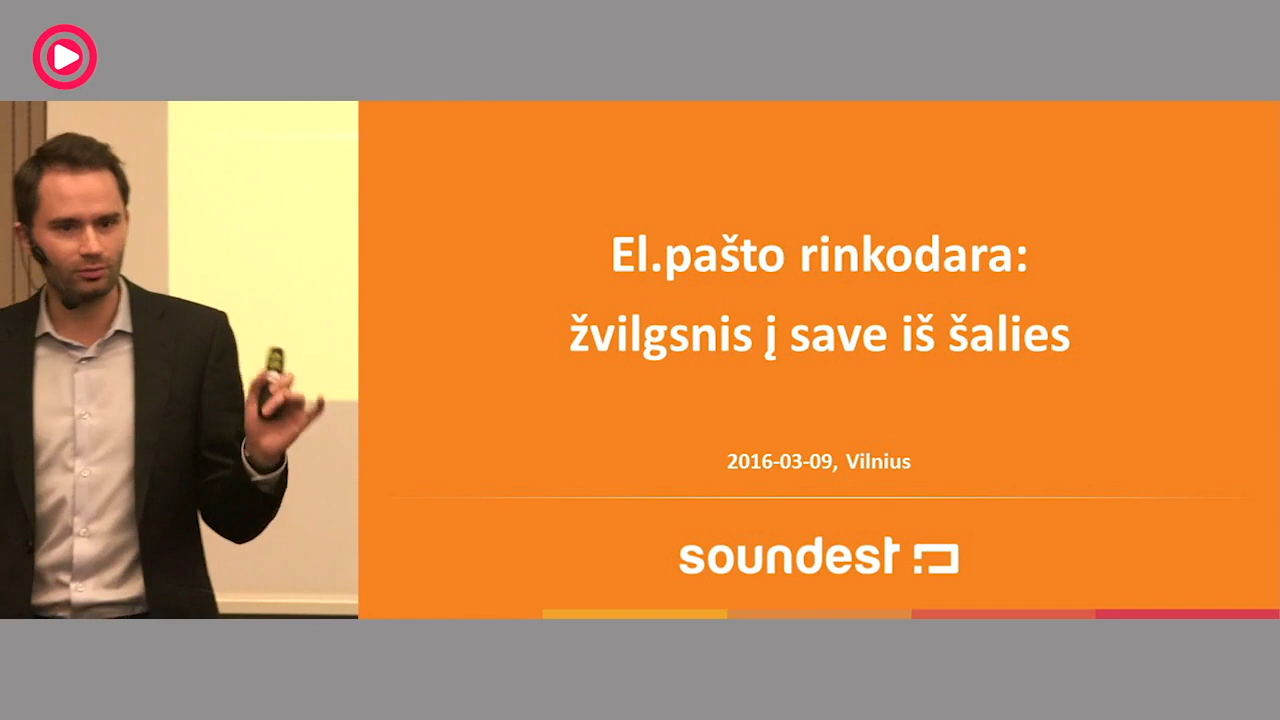 El.pašto rinkodara:
žvilgsnis į save iš šalies
2016-03-09, Vilnius
soundest